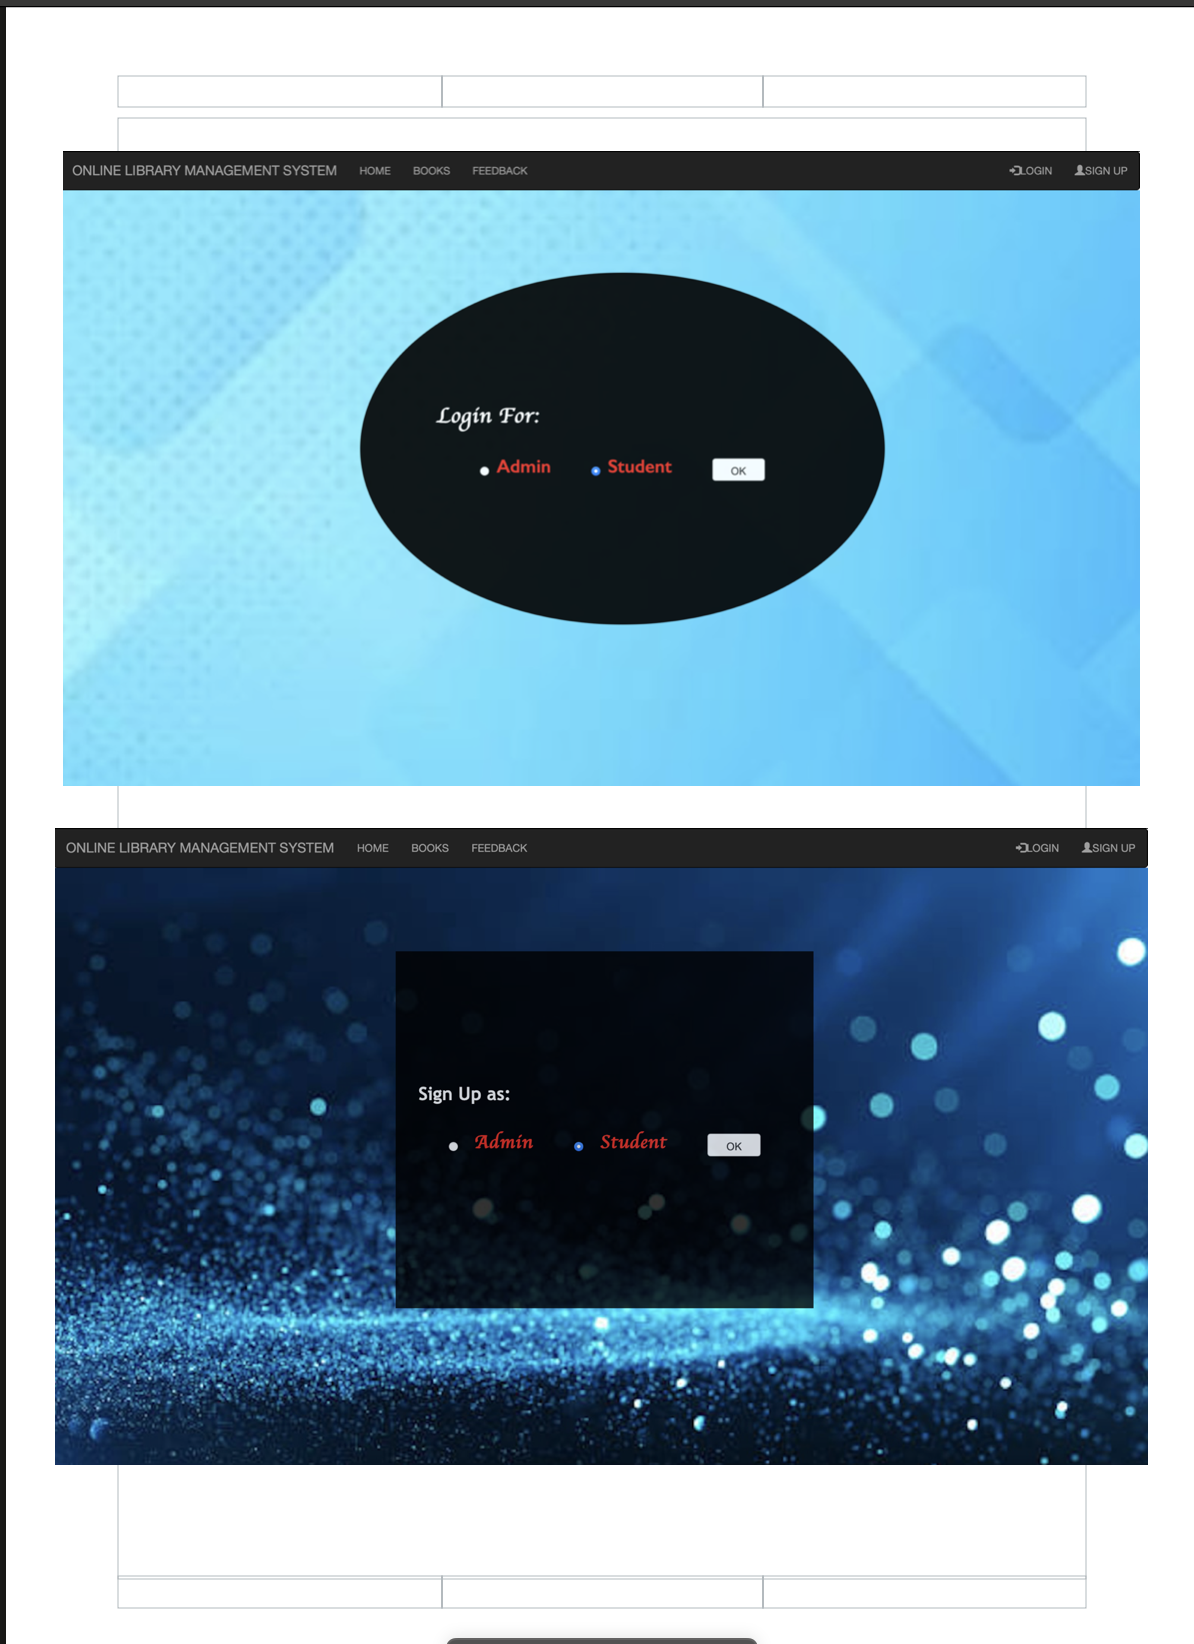 ONLINE LIBRARY MANAGEMENT SYSTEM HOME BOOKS FEEDBACK LOGIN SIGN UP
Login For:
Admin Student OK
ONLINE LIBRARY MANAGEMENT SYSTEM HOME BOOKS FEEDBACK LOGIN SIGN UP
Sign Up as:
Admin Student OK